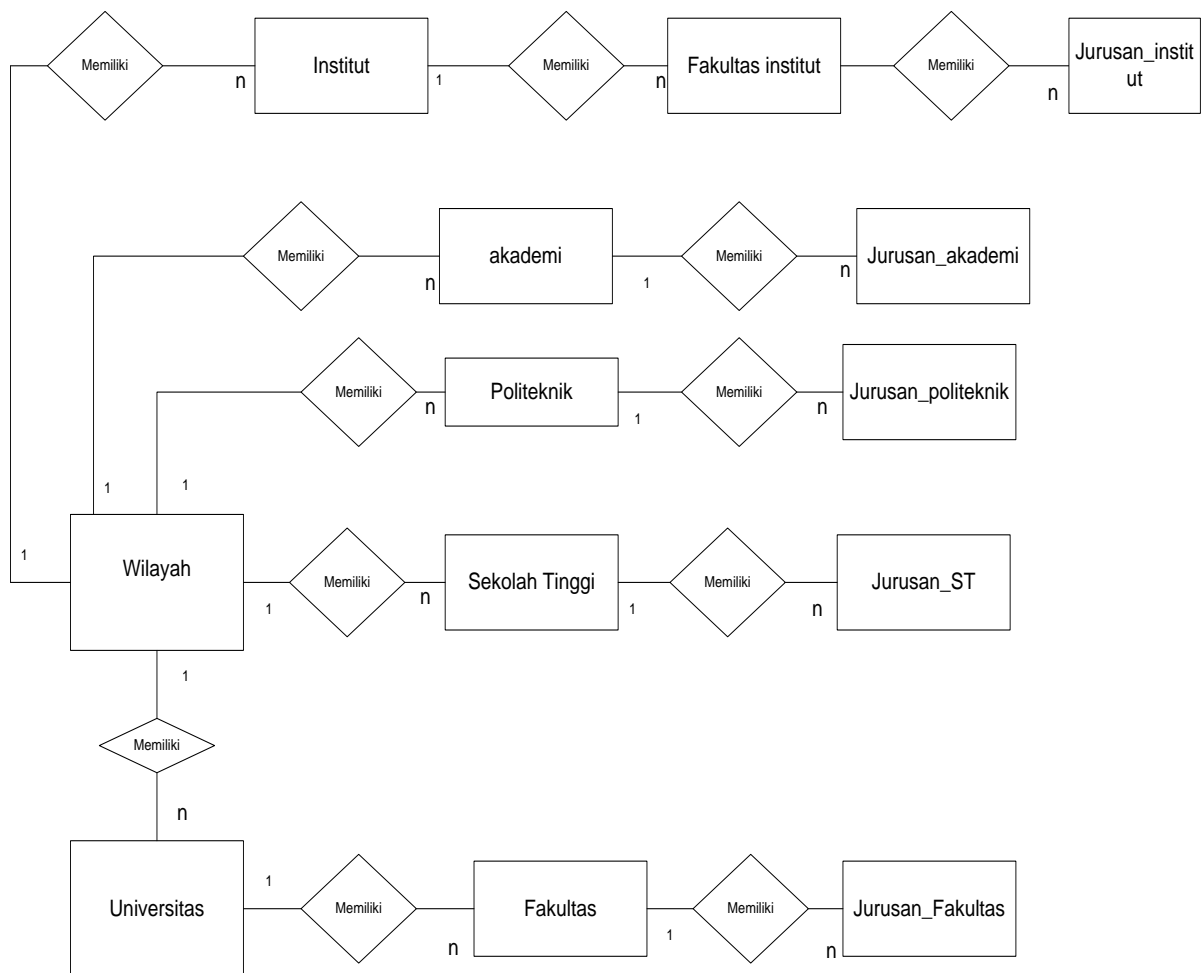 Memiliki
n
Institut
1
Memiliki
n
Fakultas institut
Memiliki
n
Jurusan_instit
ut
Memiliki
n
akademi
1
Memiliki
n
Jurusan_akademi
Memiliki
n
Politeknik
1
Memiliki
n
Jurusan_politeknik
1
1
1
Wilayah
1
Memiliki
n
Sekolah Tinggi
1
Memiliki
n
Jurusan_ST
1
Memiliki
n
Universitas
1
Memiliki
n
Fakultas
1
Memiliki
n
Jurusan_Fakultas